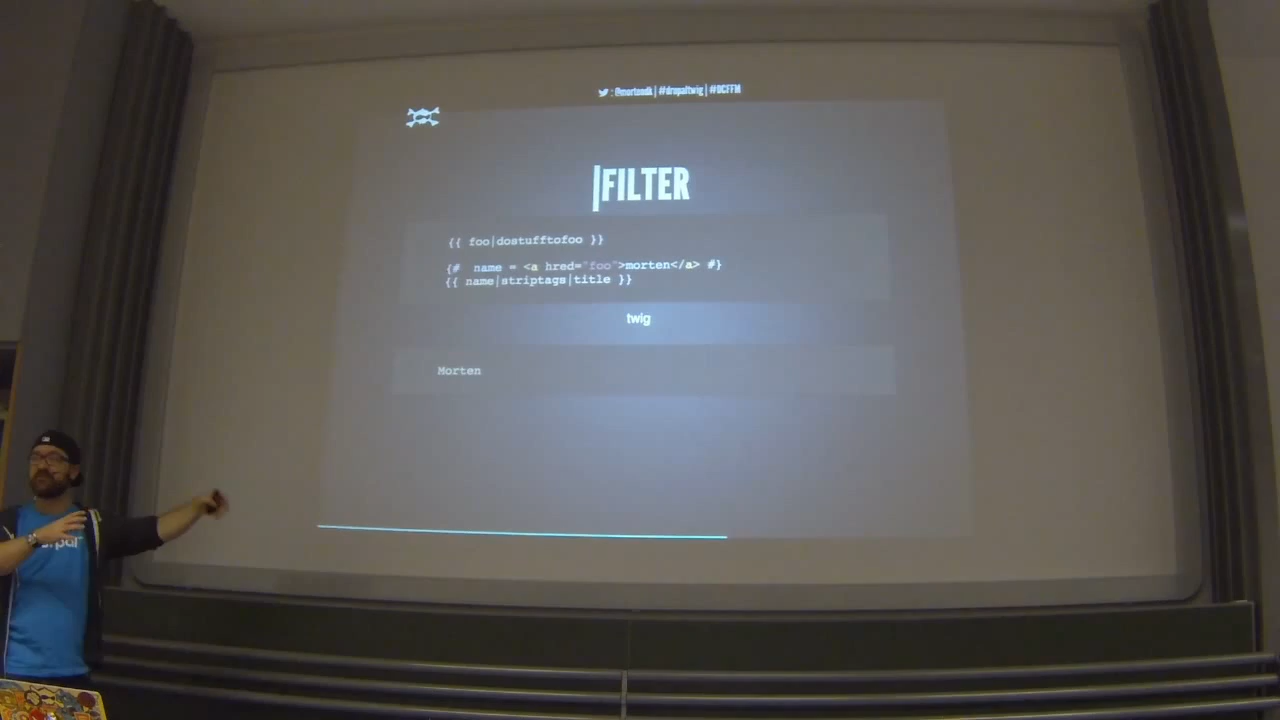 : @mortendk | #drupaltwig | #DCFFM
|FILTER
{{ foo|dostufftofoo }}
{# name = <a hred="foo">morten</a> #}
{{ name|striptags|title }}
twig
Morten